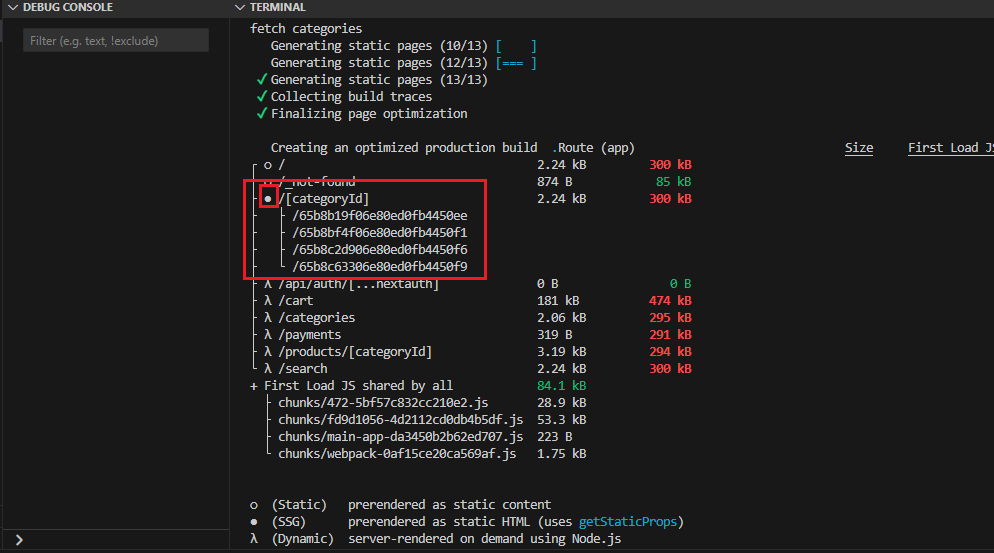 DEBUG CONSOLE
Filter (e.g. text, !exclude)
TERMINAL
fetch categories
Generating static pages (10/13) [    ]
Generating static pages (12/13) [=== ]
✓ Generating static pages (13/13)
✓ Collecting build traces
✓ Finalizing page optimization
Creating an optimized production build  .Route (app) Size First Load JS
┌ ○ / 2.24 kB 300 kB
/_not-found 874 B 85 kB
├ ● /[categoryId] 2.24 kB 300 kB
├ ├ /65b8b19f06e80ed0fb4450ee
├ ├ /65b8bf4f06e80ed0fb4450f1
├ ├ /65b8c2d906e80ed0fb4450f6
├ └ /65b8c63306e80ed0fb4450f9
├ λ /api/auth/[...nextauth] 0 B 0 B
├ λ /cart 181 kB 474 kB
├ λ /categories 2.06 kB 295 kB
├ λ /payments 319 B 291 kB
├ λ /products/[categoryId] 3.19 kB 294 kB
└ λ /search 2.24 kB 300 kB
+ First Load JS shared by all 84.1 kB
├ chunks/472-5bf57c832cc210e2.js 28.9 kB
├ chunks/fd9d1056-4d2112cd0db4b5df.js 53.3 kB
├ chunks/main-app-da3450b2b62ed707.js 223 B
└ chunks/webpack-0af15ce20ca569af.js 1.75 kB
○ (Static) prerendered as static content
● (SSG) prerendered as static HTML (uses getStaticProps)
λ (Dynamic) server-rendered on demand using Node.js